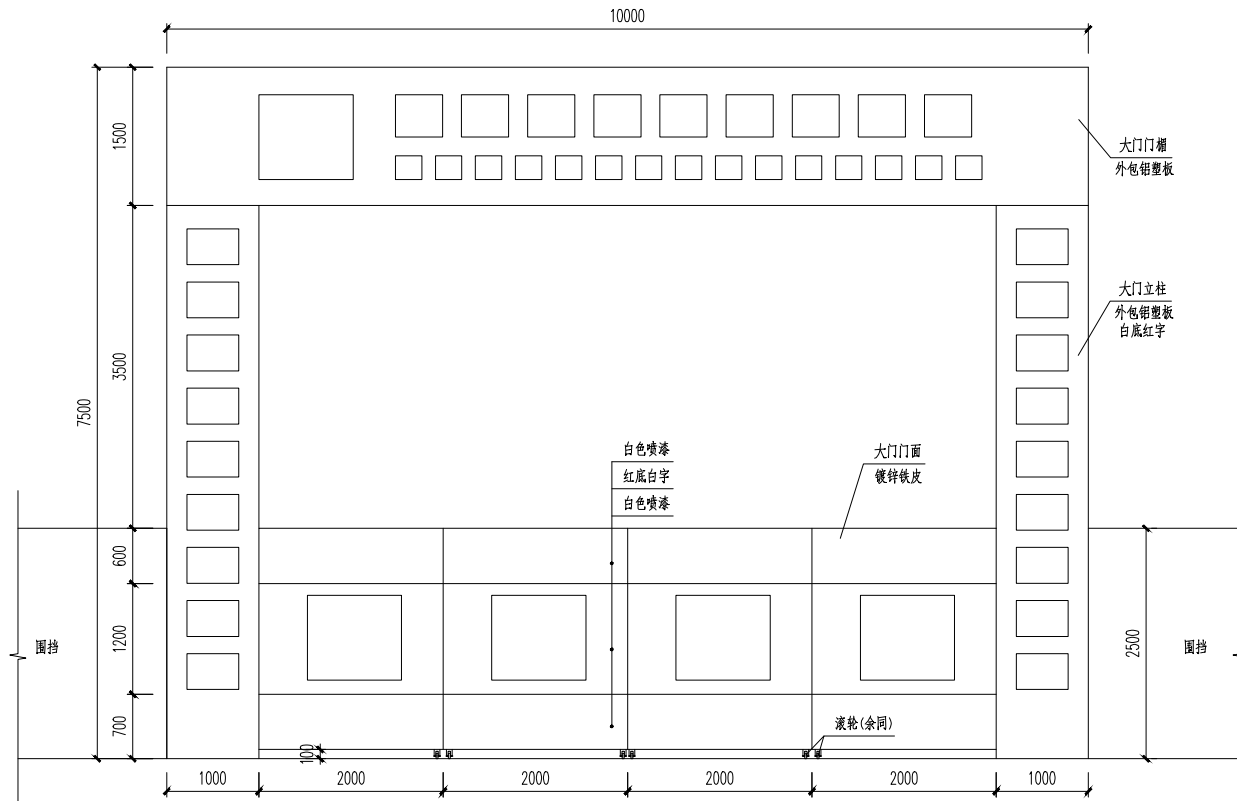 10000
7500
1500
3500
600
1200
700
100
大门门楣
外包铝塑板
大门立柱
外包铝塑板
白底红字
白色喷漆
红底白字
白色喷漆
大门门面
镀锌铁皮
围挡
2500
围挡
滚轮(余同)
1000
2000
2000
2000
2000
1000